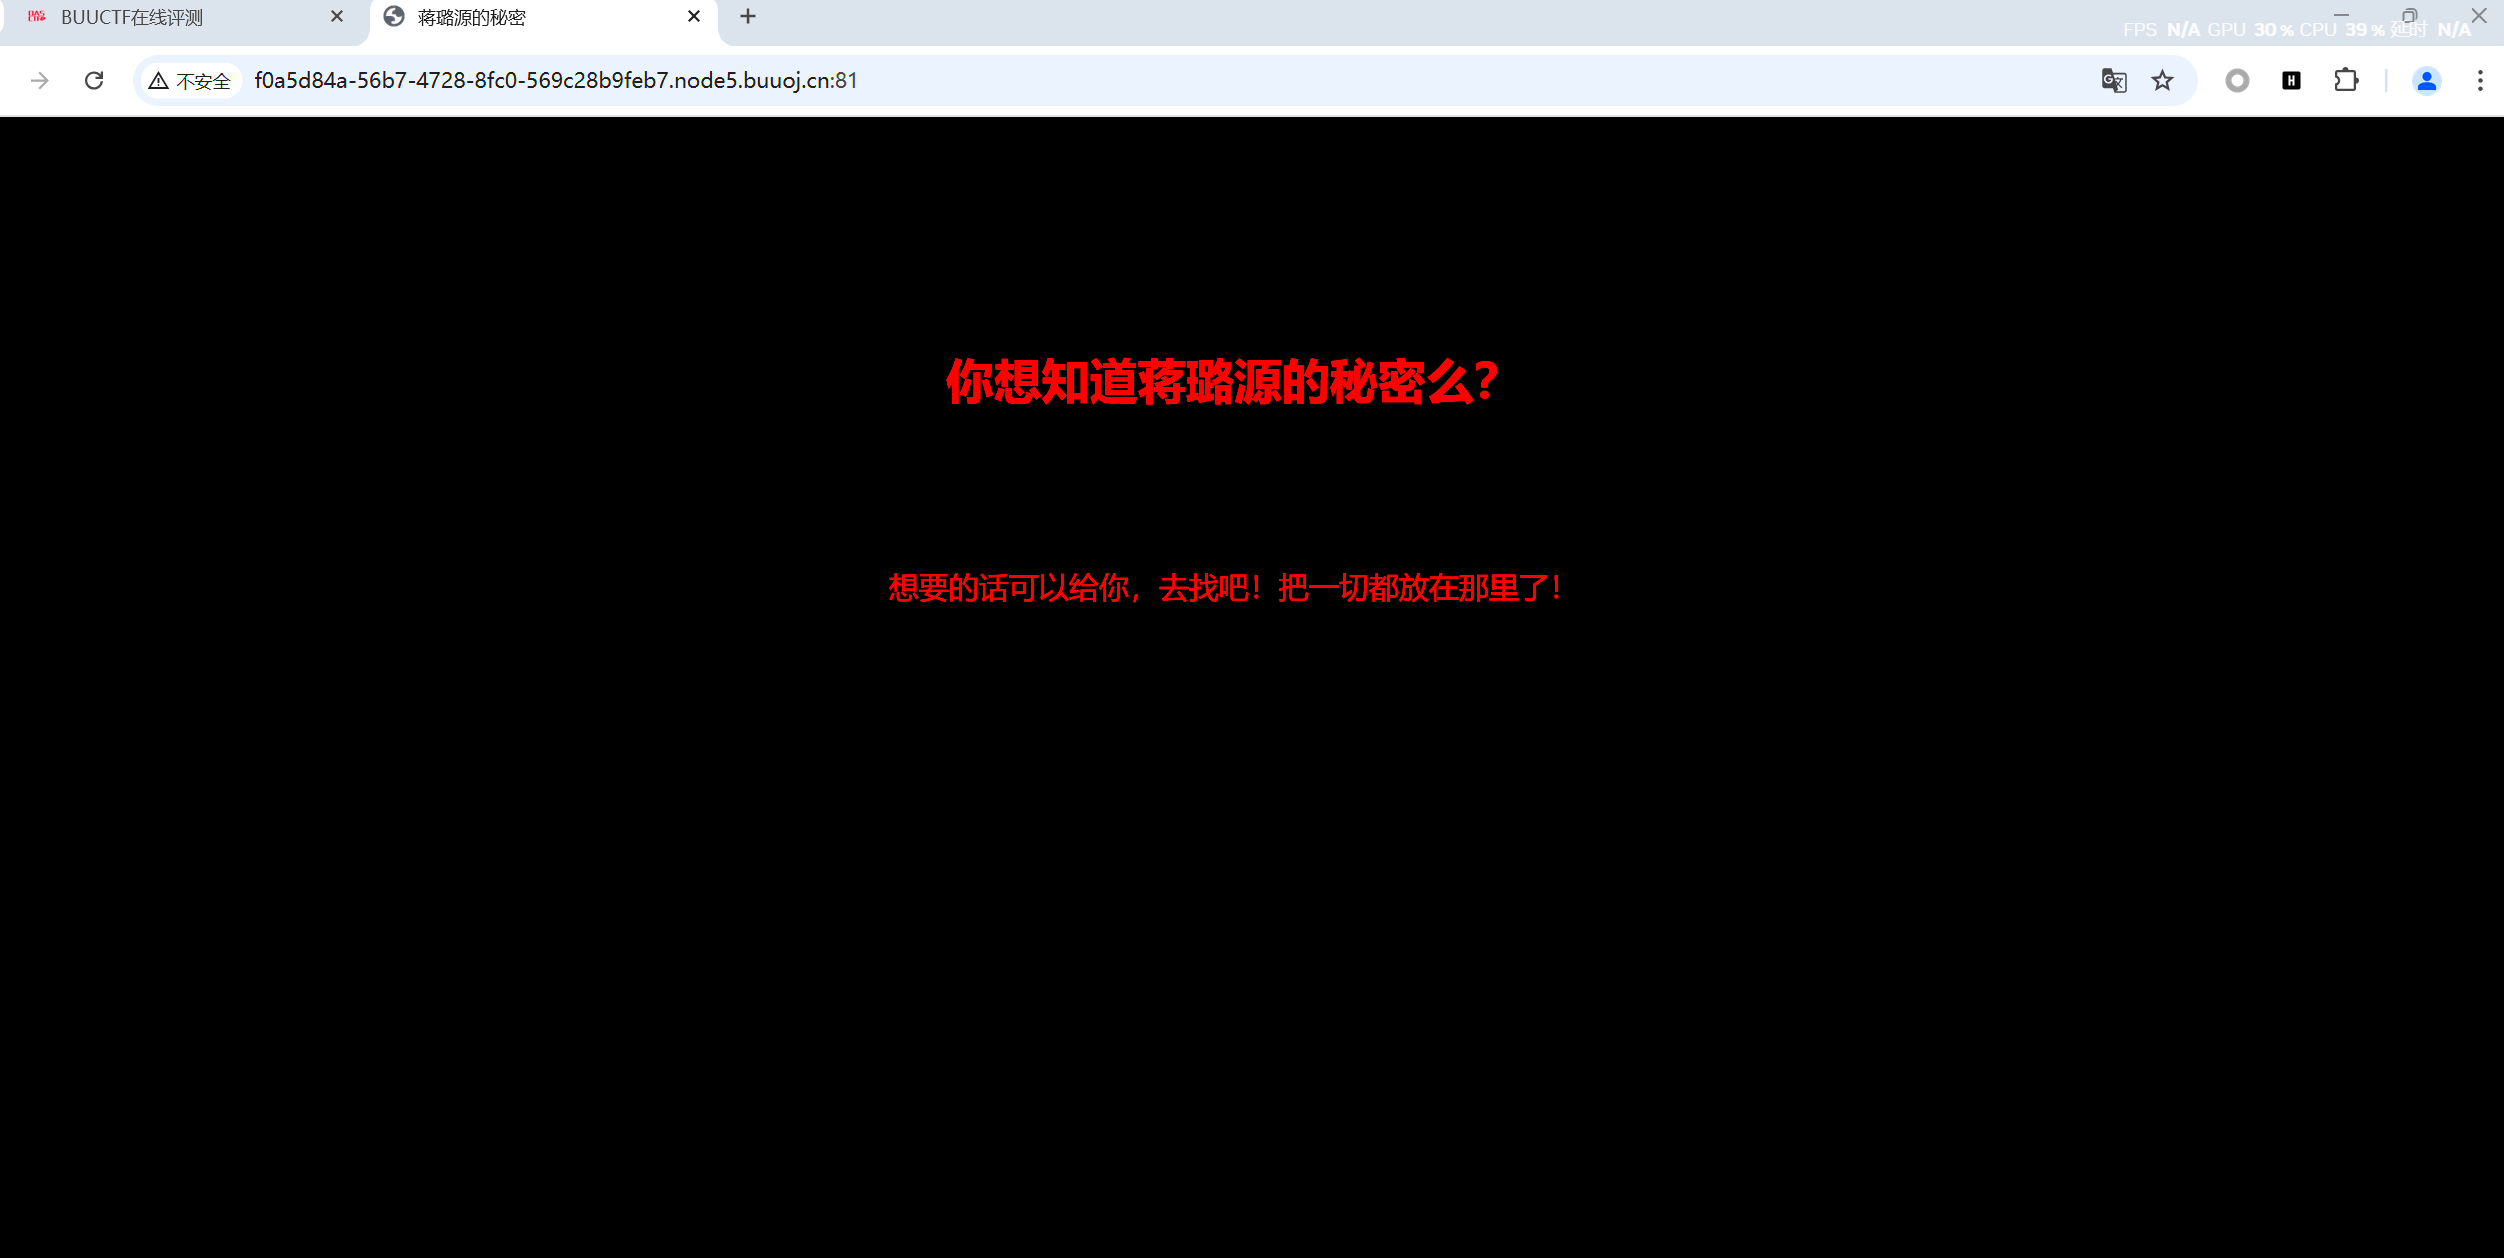 BUUCTF在线评测
蒋璐源的秘密
FPS N/A GPU 30 % CPU 39 % 延时 N/A
不安全 f0a5d84a-56b7-4728-8fc0-569c28b9feb7.node5.buuoj.cn:81
你想知道蒋璐源的秘密么?
想要的话可以给你，去找吧！把一切都放在那里了！